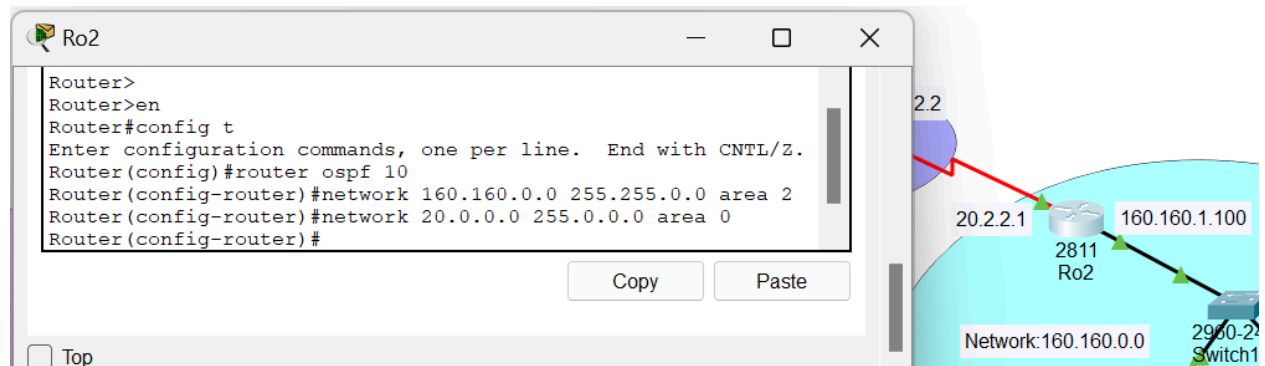 Ro2
Router>
Router>en
Router#config t
Enter configuration commands, one per line.  End with CNTL/Z.
Router(config)#router ospf 10
Router(config-router)#network 160.160.0.0 255.255.0.0 area 2
Router(config-router)#network 20.0.0.0 255.0.0.0 area 0
Router(config-router)#
Copy
Paste
Top
2.2
20.2.2.1
160.160.1.100
2811
Ro2
Network:160.160.0.0
2960-24
Switch1